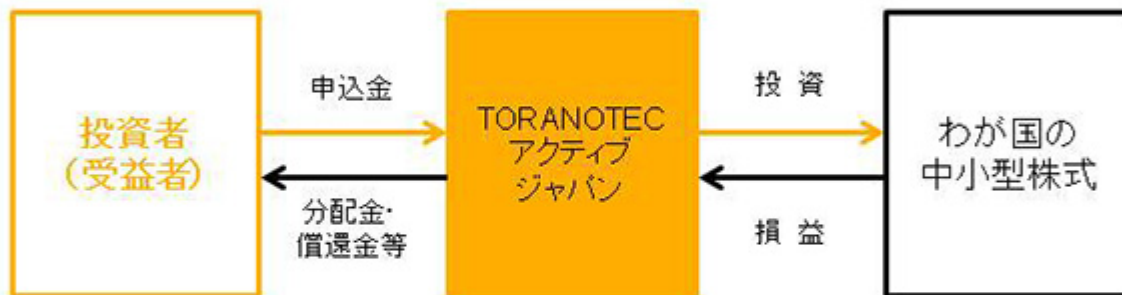 投資者
（受益者）
申込金
分配金・
償還金等
TORANOTEC
アクティブ
ジャパン
投 資
損 益
わが国の
中小型株式